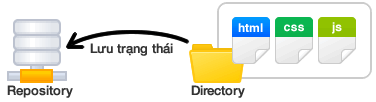 html css js
Lưu trạng thái
Repository Directory